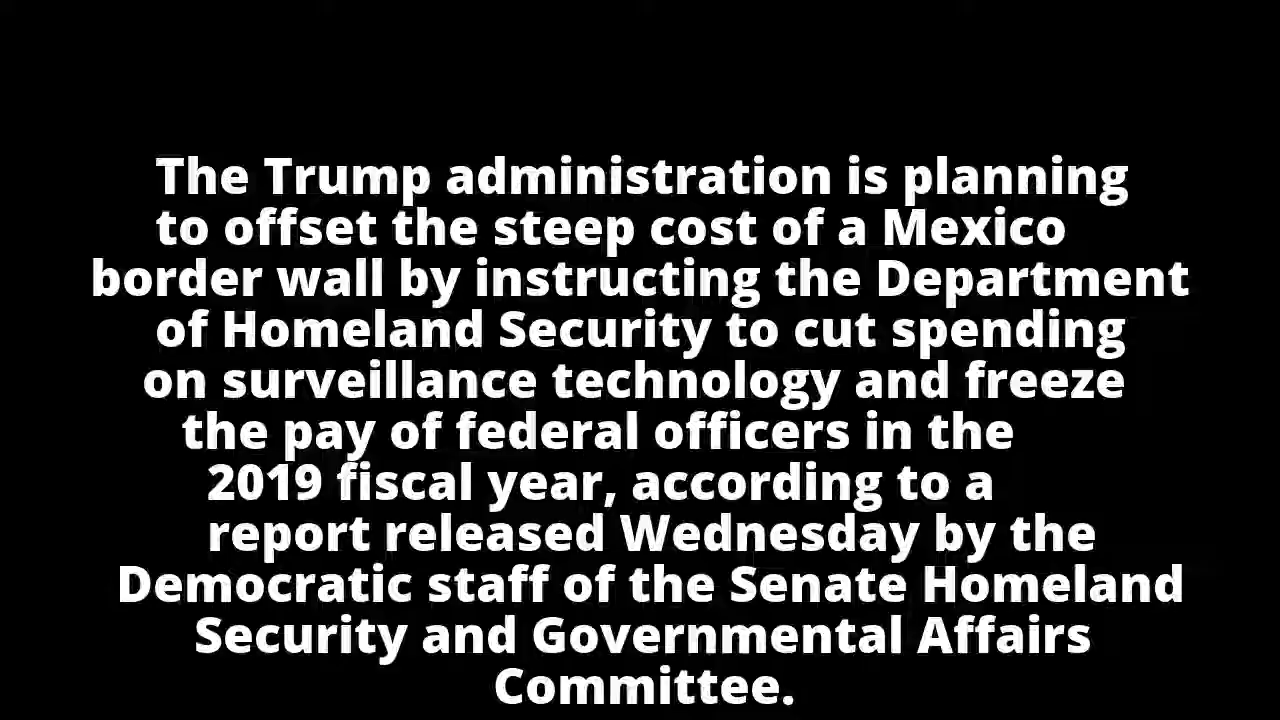 The Trump administration is planning
to offset the steep cost of a Mexico
border wall by instructing the Department
of Homeland Security to cut spending
on surveillance technology and freeze
the pay of federal officers in the
2019 fiscal year, according to a
report released Wednesday by the
Democratic staff of the Senate Homeland
Security and Governmental Affairs
Committee.